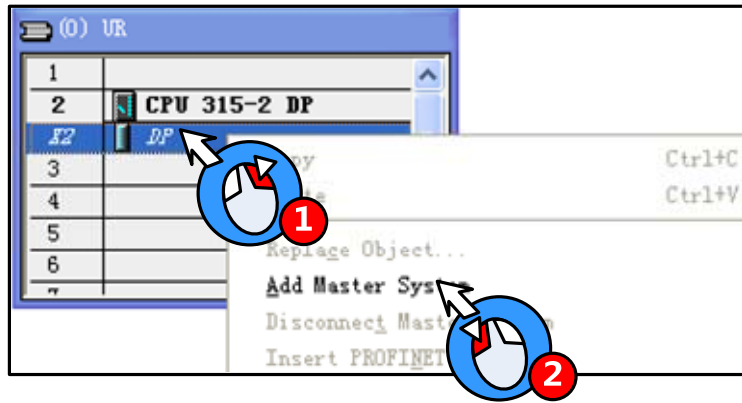 (0) UR
1
2 CPU 315-2 DP
X2 DP
3
4
5
6
Ctrl+C
Ctrl+V
1
Replace Object...
Add Master
Disconnect
Insert PROFINET
2